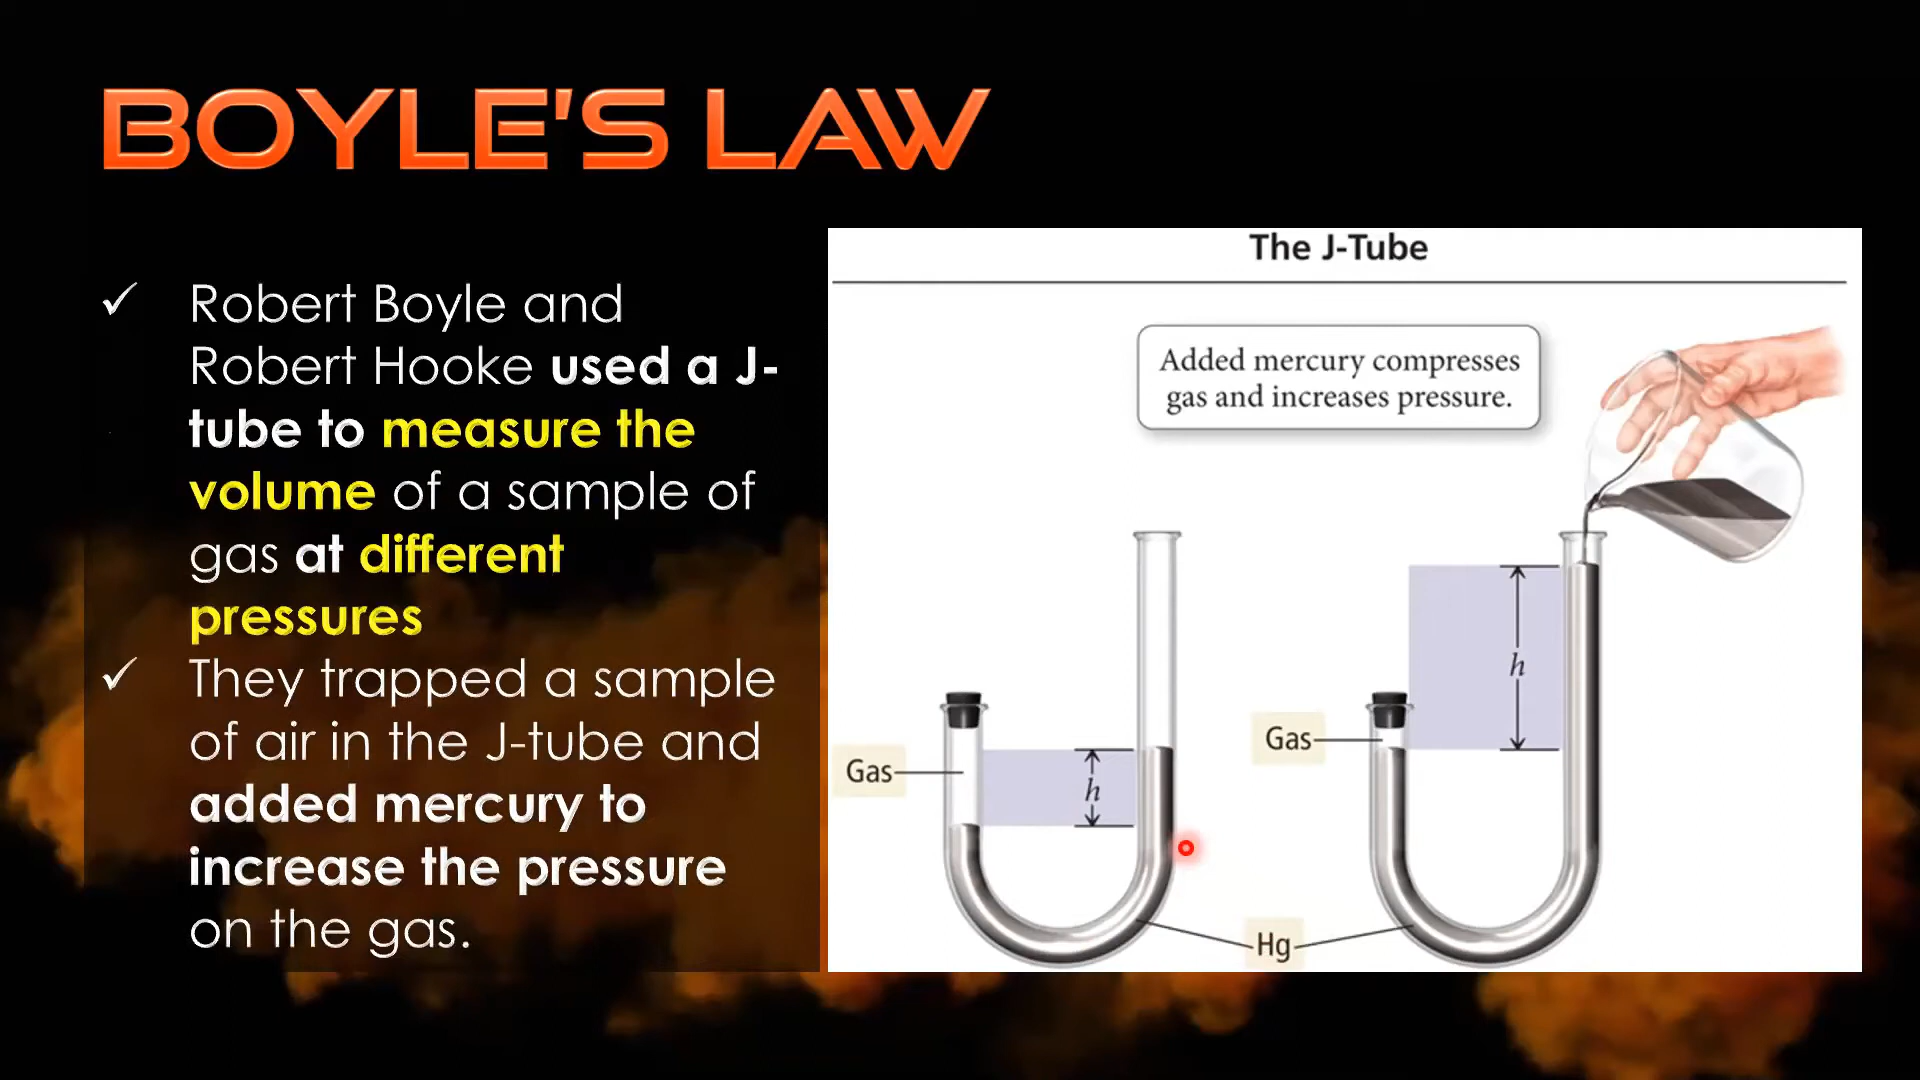 BOYLE'S LAW
✓ Robert Boyle and
Robert Hooke used a J-
tube to measure the
volume of a sample of
gas at different
pressures
✓ They trapped a sample
of air in the J-tube and
added mercury to
increase the pressure
on the gas.
The J-Tube
Added mercury compresses
gas and increases pressure.
Gas
h
Gas
h
Hg